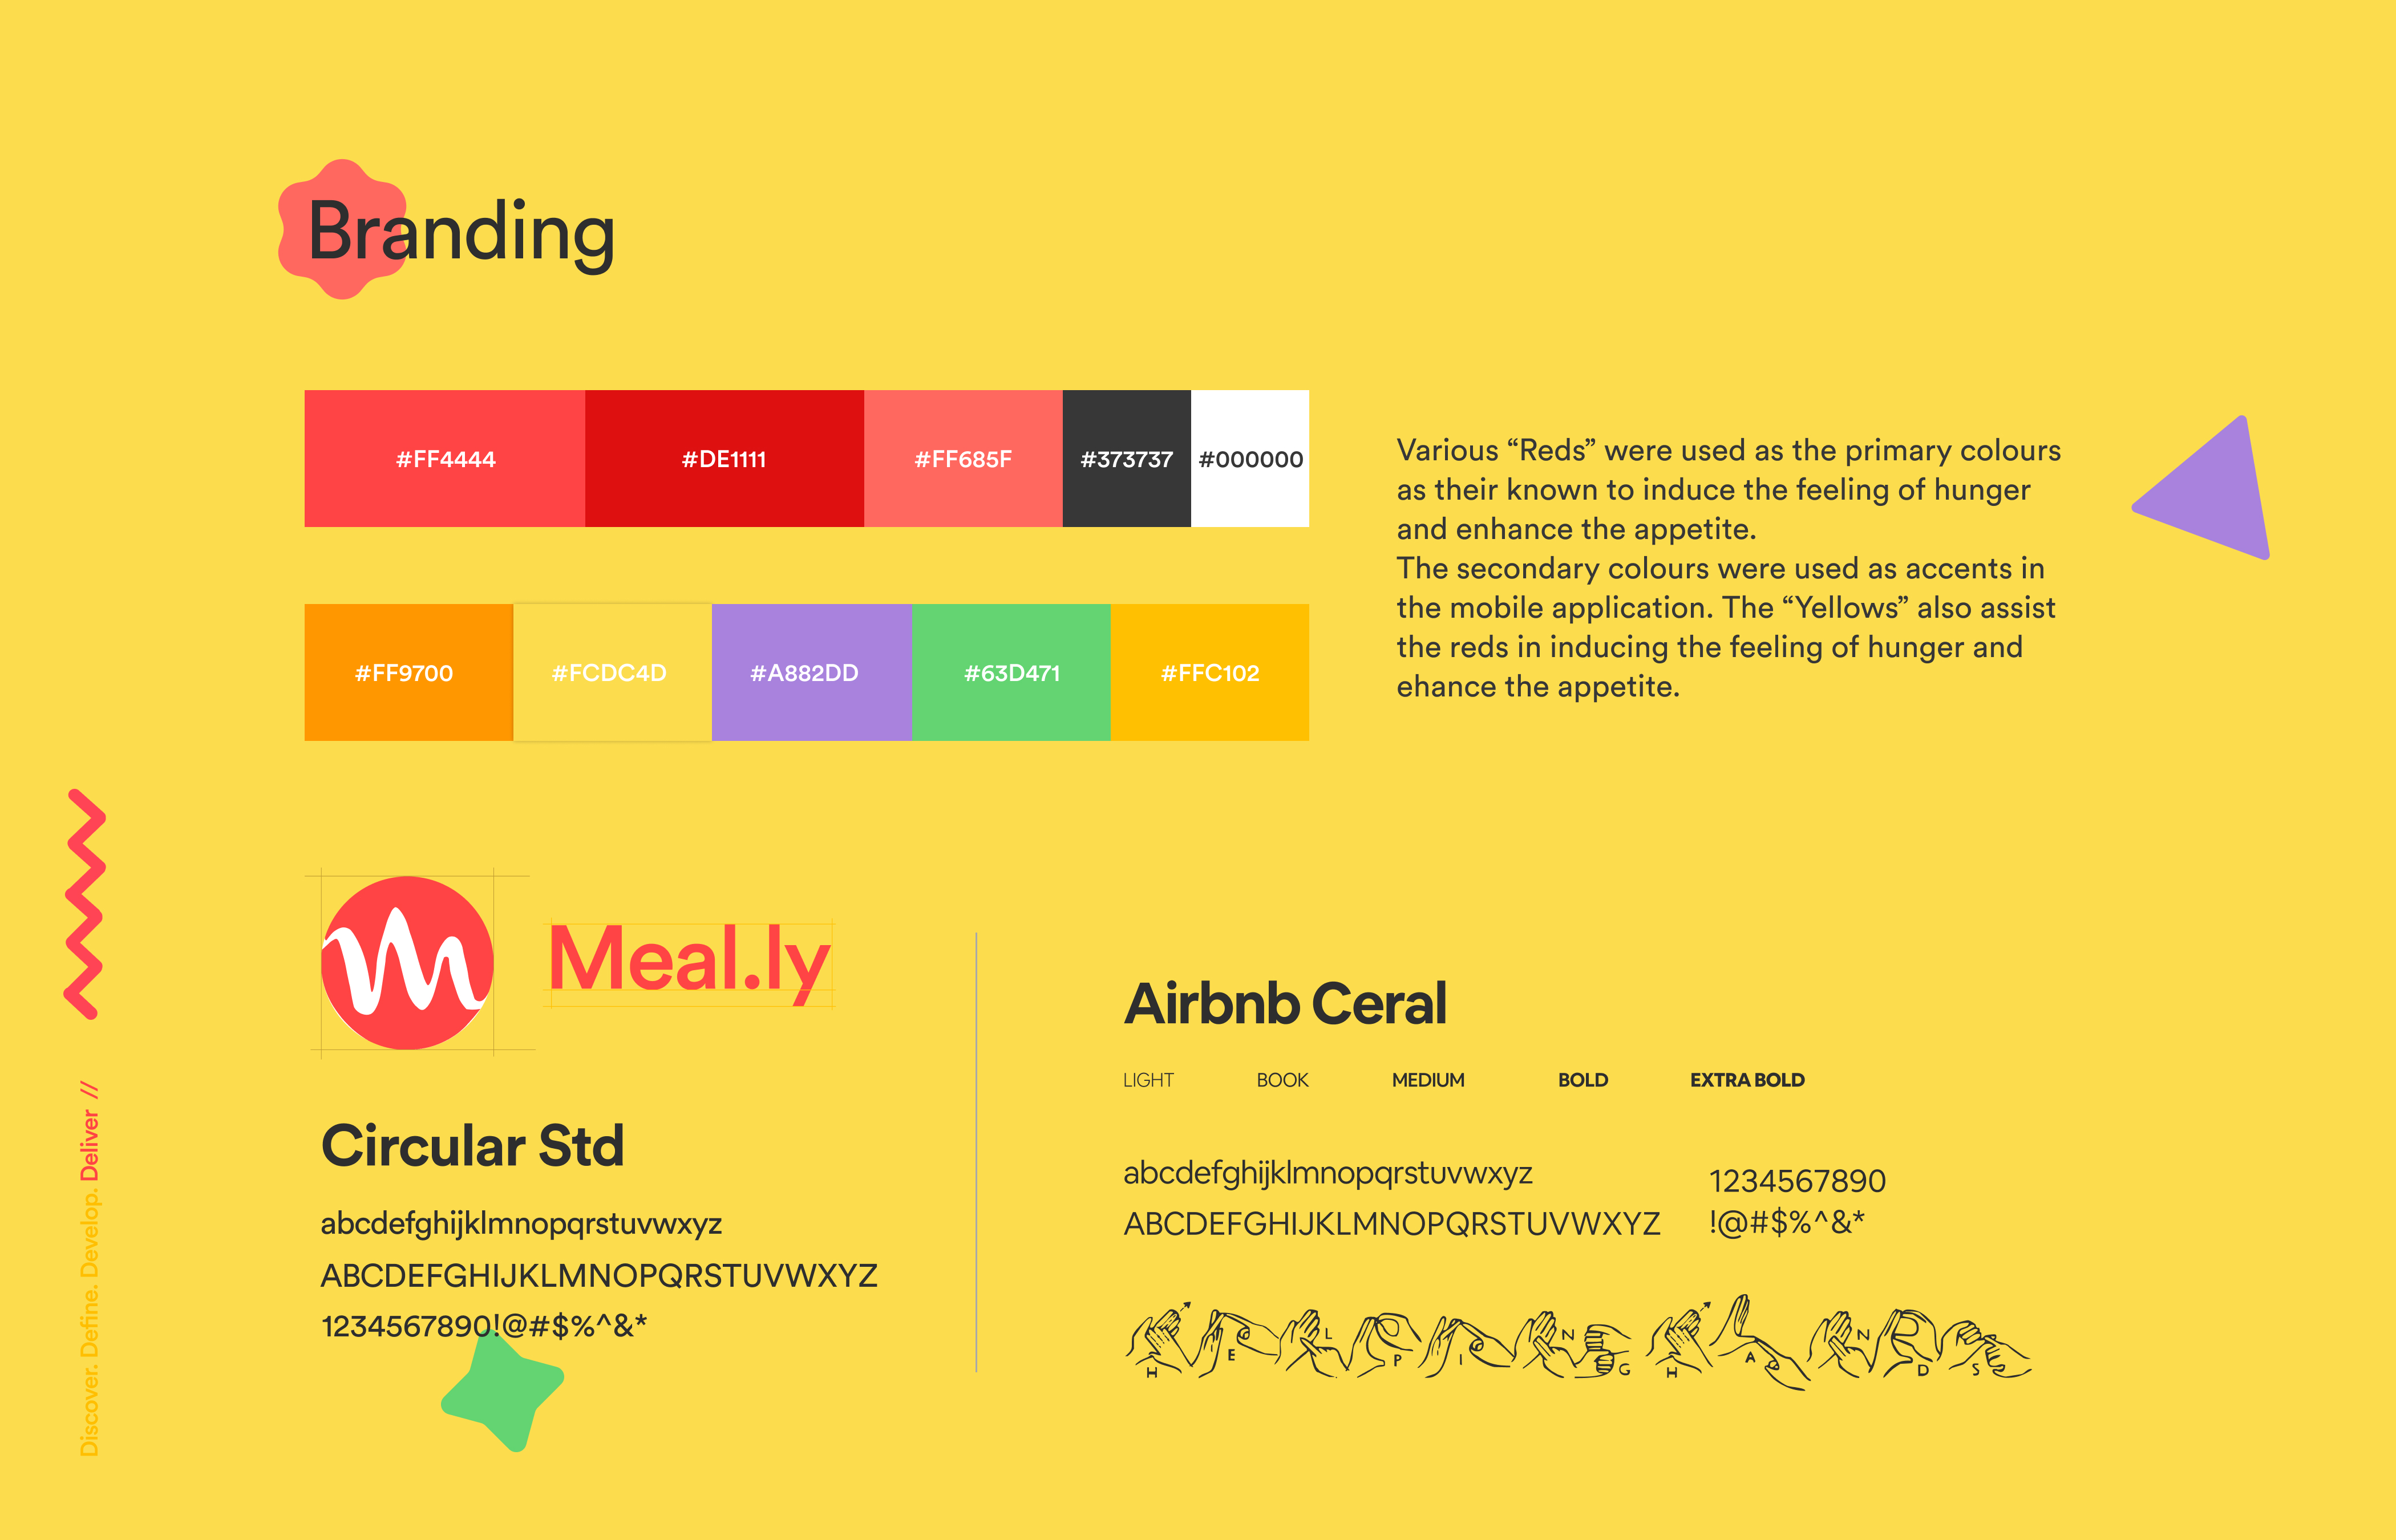 Branding
#FF4444
#DE1111
#FF685F
#373737
#000000
Various “Reds” were used as the primary colours
as their known to induce the feeling of hunger
and enhance the appetite.
The secondary colours were used as accents in
the mobile application. The “Yellows” also assist
the reds in inducing the feeling of hunger and
ehance the appetite.
#FF9700
#FCDC4D
#A882DD
#63D471
#FFC102
Meal.ly
Circular Std
abcdefghijklmnopqrstuvwxyz
ABCDEFGHIJKLMNOPQRSTUVWXYZ
1234567890!@#$%^&*
Airbnb Ceral
LIGHT
BOOK
MEDIUM
BOLD
EXTRA BOLD
abcdefghijklmnopqrstuvwxyz
ABCDEFGHIJKLMNOPQRSTUVWXYZ
1234567890
!@#$%^&*
H E L P I N G H A N D S
Discover. Define. Develop. Deliver //